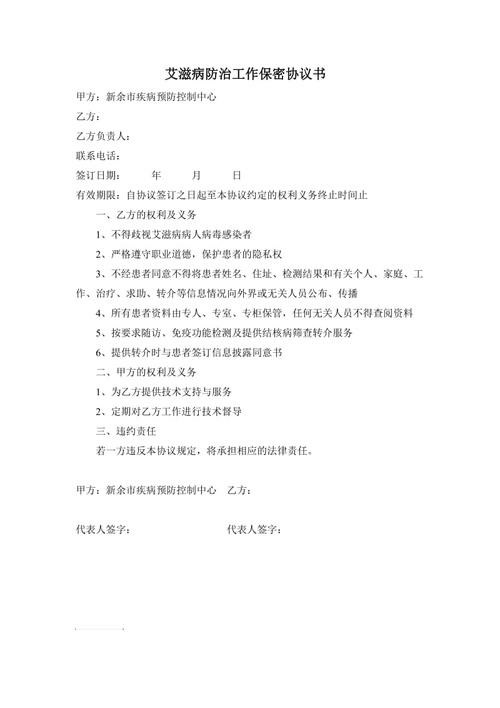 艾滋病防治工作保密协议书
甲方：新余市疾病预防控制中心
乙方：
乙方负责人：
联系电话：
签订日期：　　　年　　　月　　　日
有效期限：自协议签订之日起至本协议约定的权利义务终止时间止
一、乙方的权利及义务
1、不得歧视艾滋病病人病毒感染者
2、严格遵守职业道德，保护患者的隐私权
3、不经患者同意不得将患者姓名、住址、检测结果和有关个人、家庭、工
作、治疗、求助、转介等信息情况向外界或无关人员公布、传播
4、所有患者资料由专人、专室、专柜保管，任何无关人员不得查阅资料
5、按要求随访、免疫功能检测及提供结核病筛查转介服务
6、提供转介时与患者签订信息披露同意书
二、甲方的权利及义务
1、为乙方提供技术支持与服务
2、定期对乙方工作进行技术督导
三、违约责任
若一方违反本协议规定，将承担相应的法律责任。
甲方：新余市疾病预防控制中心　乙方：
代表人签字：　　　　　　　　　代表人签字：